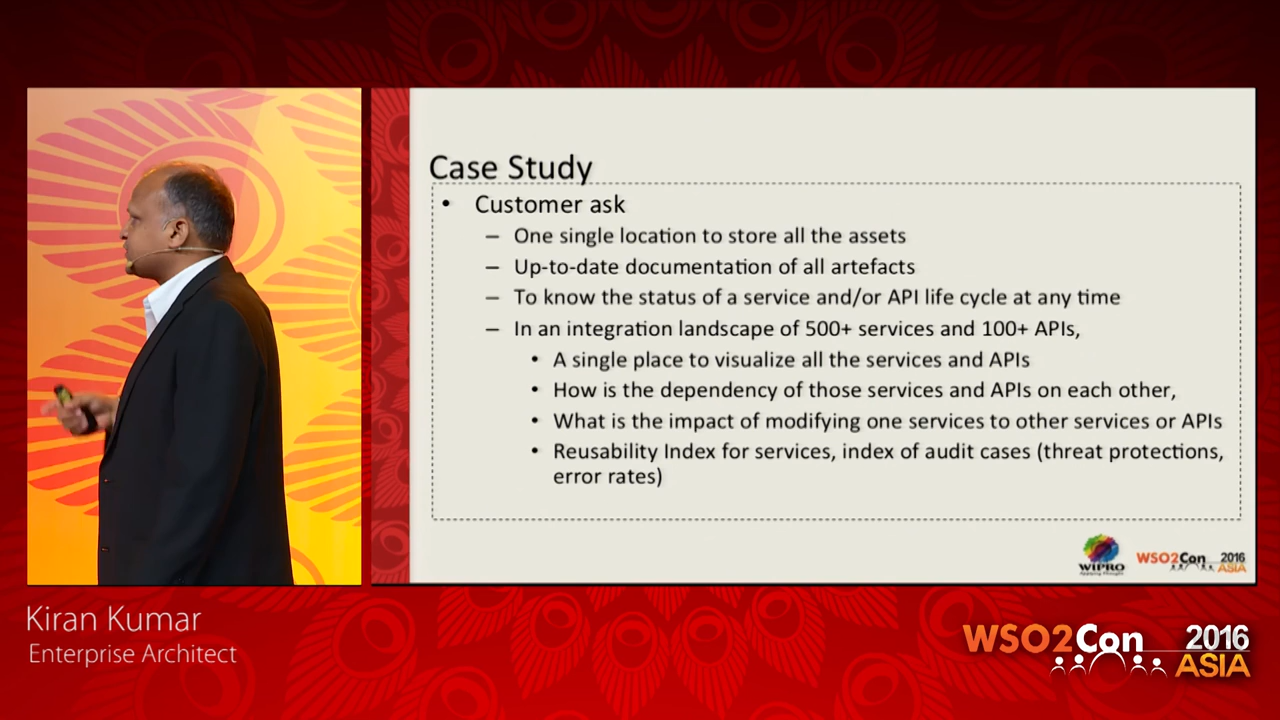 Case Study
• Customer ask
– One single location to store all the assets
– Up-to-date documentation of all artefacts
– To know the status of a service and/or API life cycle at any time
– In an integration landscape of 500+ services and 100+ APIs,
• A single place to visualize all the services and APIs
• How is the dependency of those services and APIs on each other,
• What is the impact of modifying one services to other services or APIs
• Reusability Index for services, index of audit cases (threat protections,
error rates)
WIPRO
Applying Thought
WSO2Con 2016
ASIA
Kiran Kumar
Enterprise Architect
WSO2Con 2016
ASIA